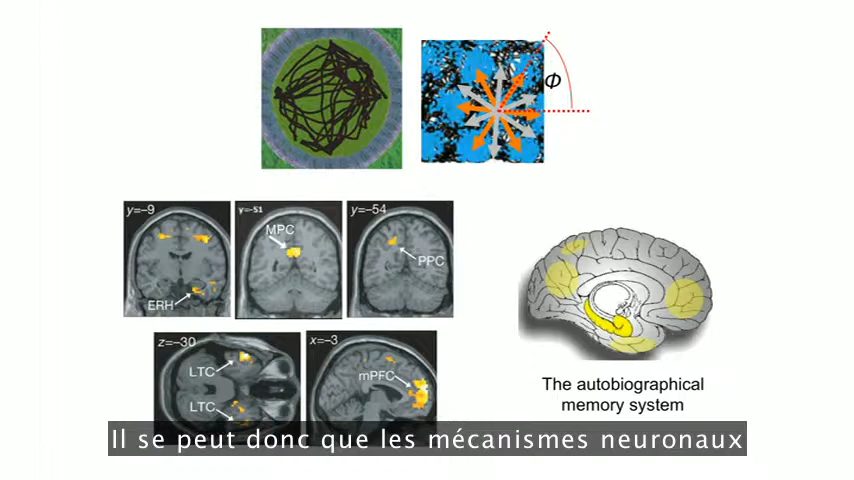 Φ
y=–9
y=–51
MPC
y=–54
PPC
ERH
z=–30
LTC
LTC
x=–3
mPFC
The autobiographical
memory system
Il se peut donc que les mécanismes neuronaux